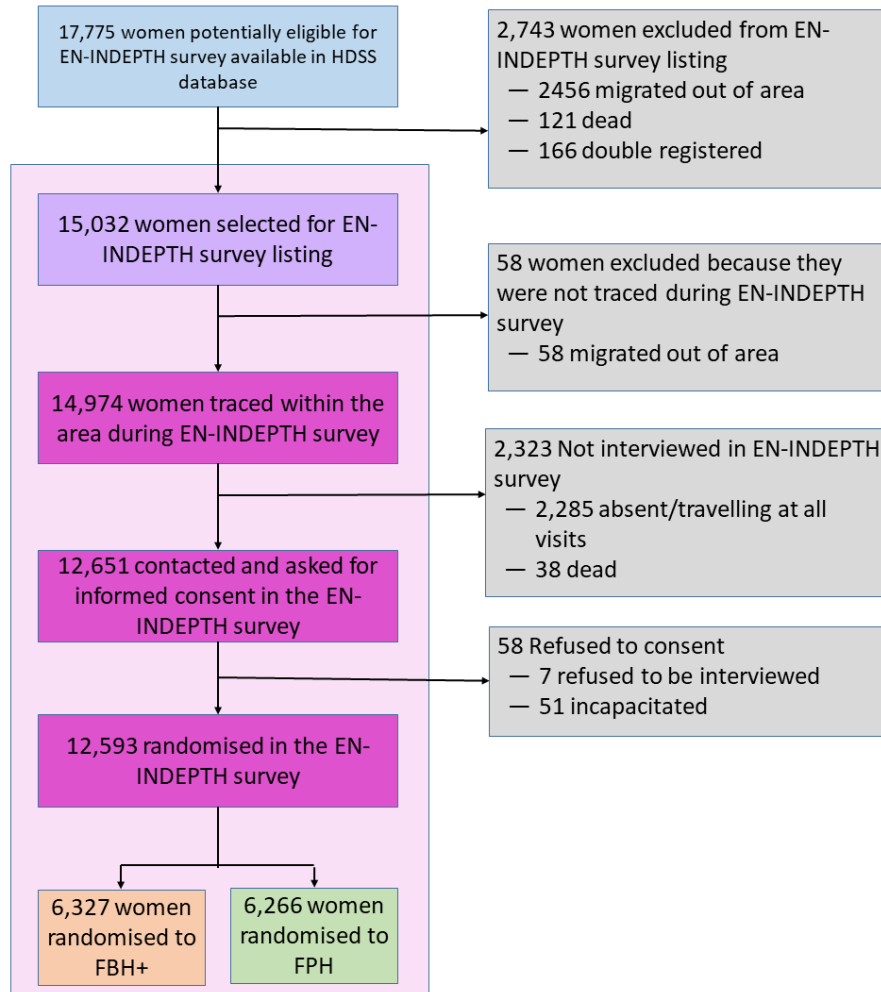 17,775 women potentially eligible for
EN-INDEPTH survey available in HDSS
database
2,743 women excluded from EN-
INDEPTH survey listing
— 2456 migrated out of area
— 121 dead
— 166 double registered
15,032 women selected for EN-
INDEPTH survey listing
58 women excluded because they
were not traced during EN-INDEPTH
survey
— 58 migrated out of area
14,974 women traced within the
area during EN-INDEPTH survey
2,323 Not interviewed in EN-INDEPTH
survey
— 2,285 absent/travelling at all
visits
— 38 dead
12,651 contacted and asked for
informed consent in the EN-
INDEPTH survey
58 Refused to consent
— 7 refused to be interviewed
— 51 incapacitated
12,593 randomised in the EN-
INDEPTH survey
6,327 women
randomised to
FBH+
6,266 women
randomised to
FPH